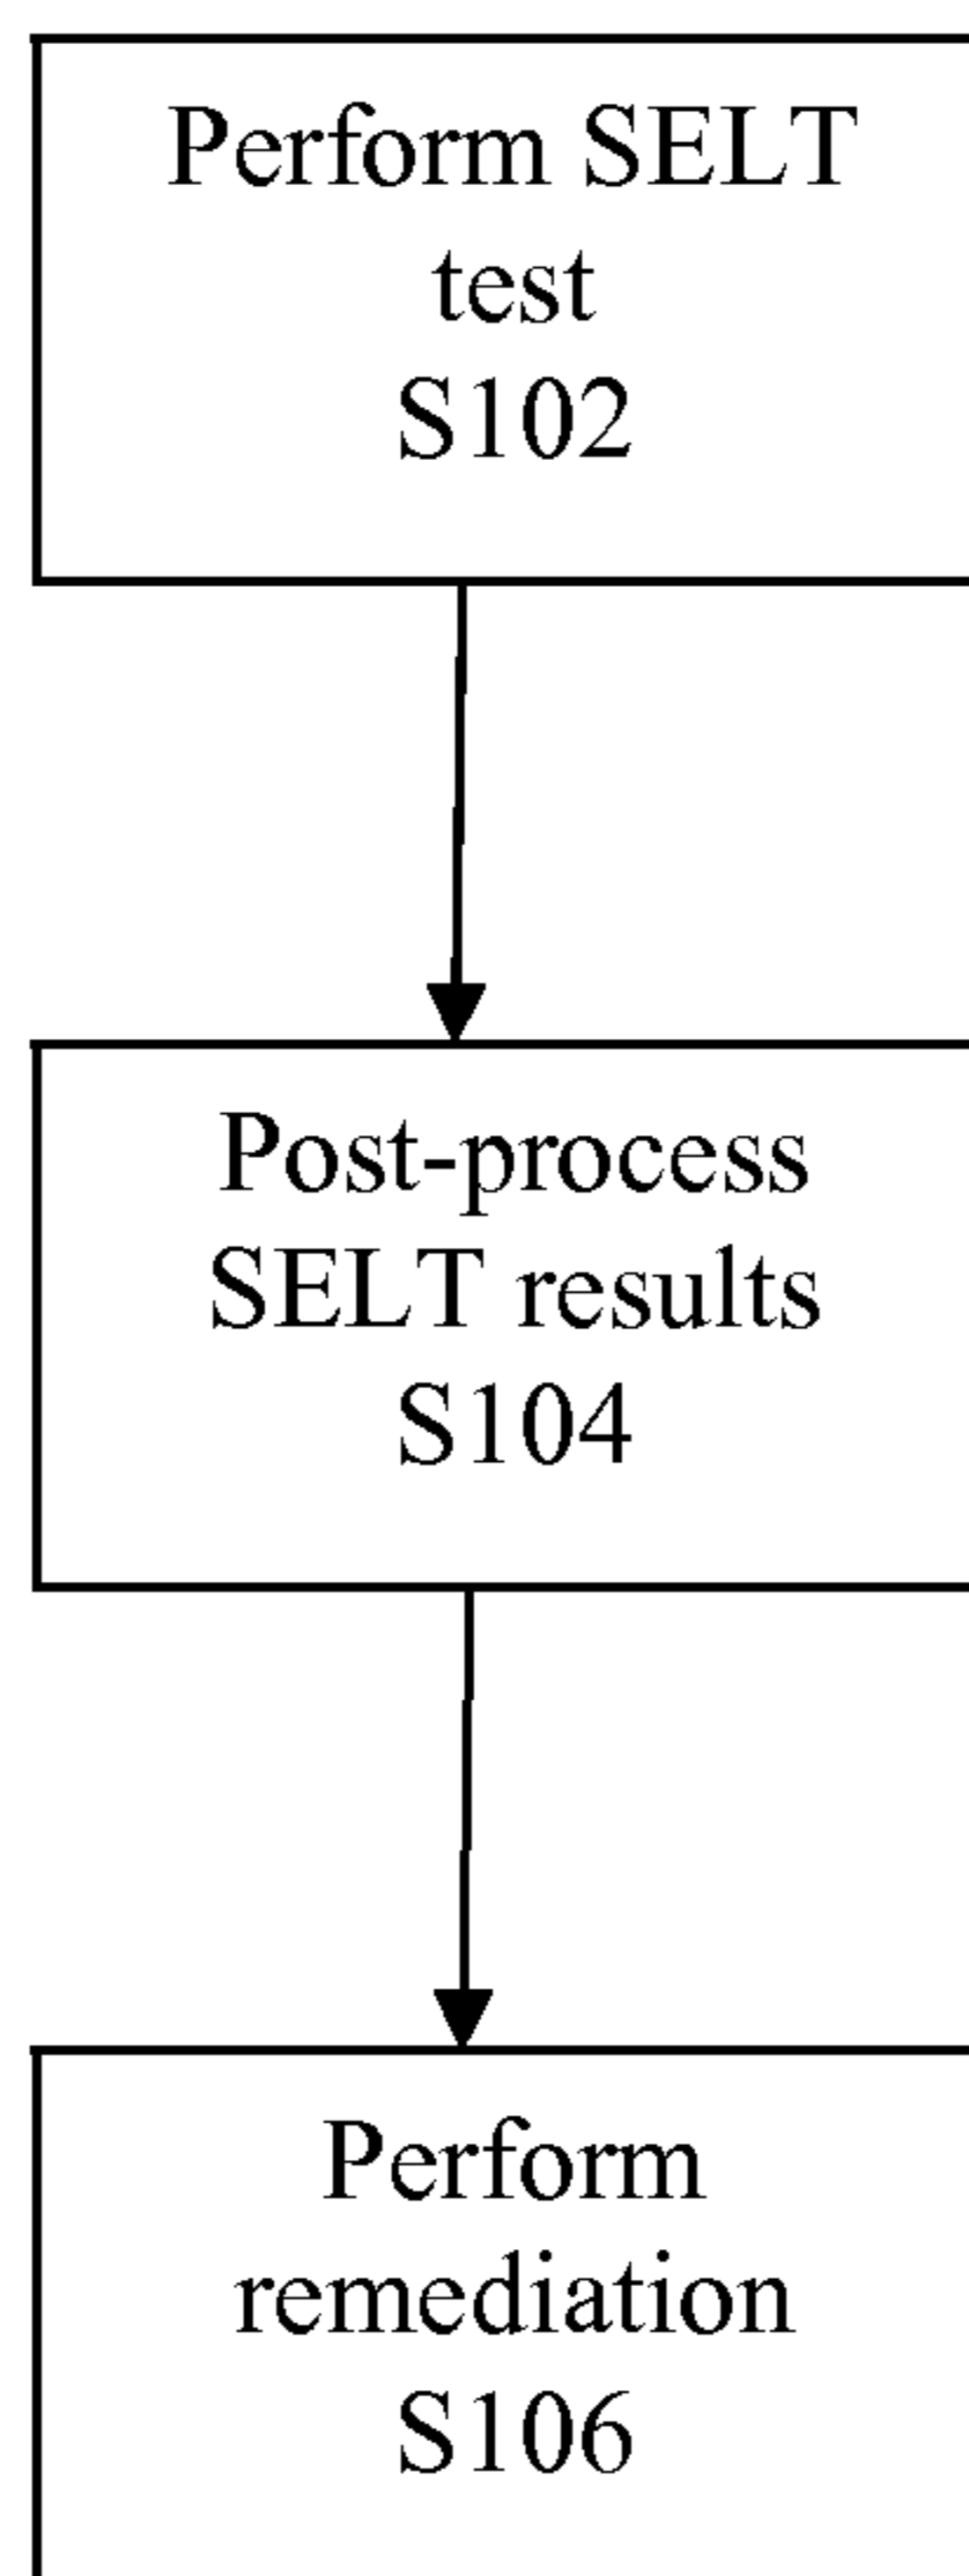 Perform SELT
test
S102
Post-process
SELT results
S104
Perform
remediation
S106